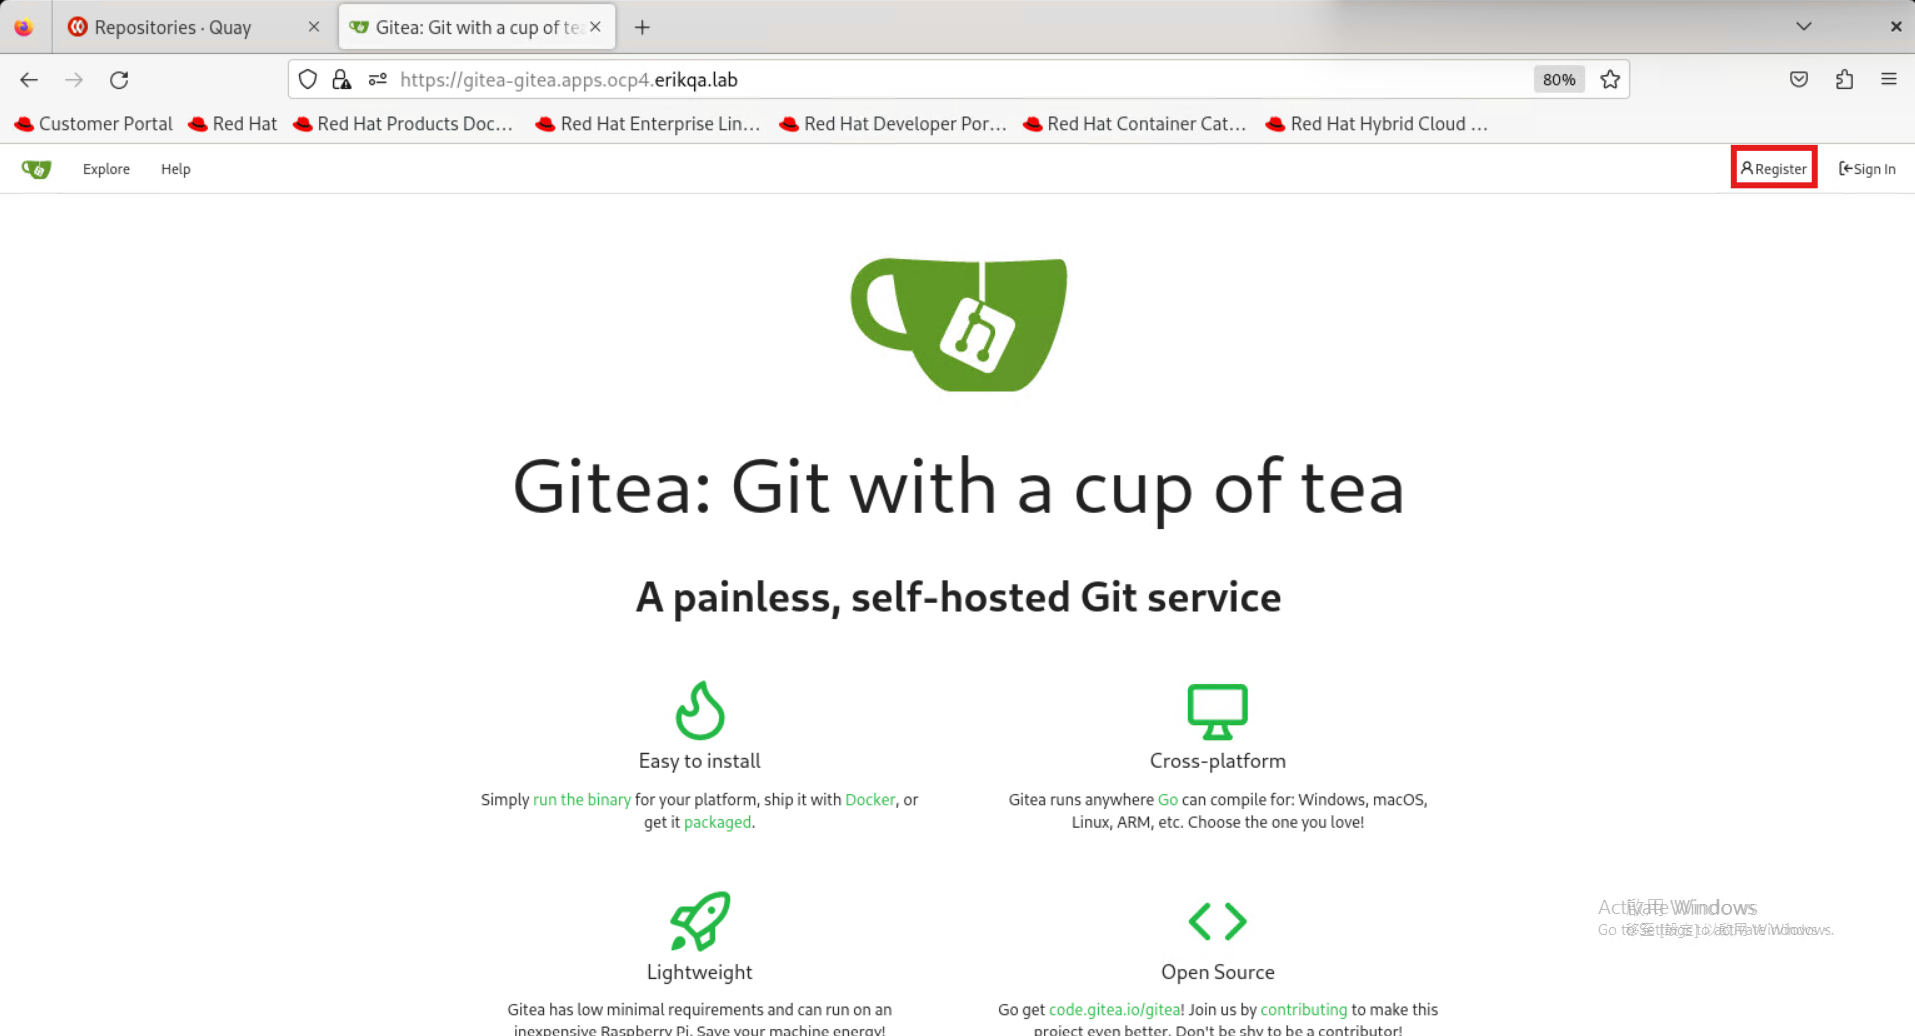 Repositories · Quay
Gitea: Git with a cup of tea
https://gitea-gitea.apps.ocp4.erikqa.lab
80%
Customer Portal
Red Hat
Red Hat Products Doc...
Red Hat Enterprise Lin...
Red Hat Developer Por...
Red Hat Container Cat...
Red Hat Hybrid Cloud ...
Explore
Help
Register
Sign In
Gitea: Git with a cup of tea
A painless, self-hosted Git service
Easy to install
Simply run the binary for your platform, ship it with Docker, or
get it packaged.
Cross-platform
Gitea runs anywhere Go can compile for: Windows, macOS,
Linux, ARM, etc. Choose the one you love!
Lightweight
Gitea has low minimal requirements and can run on an
inexpensive Raspberry Pi. Save your machine energy!
Open Source
Go get code.gitea.io/gitea! Join us by contributing to make this
project even better. Don't be shy to be a contributor!
Activate Windows
Go to Settings to activate Windows.